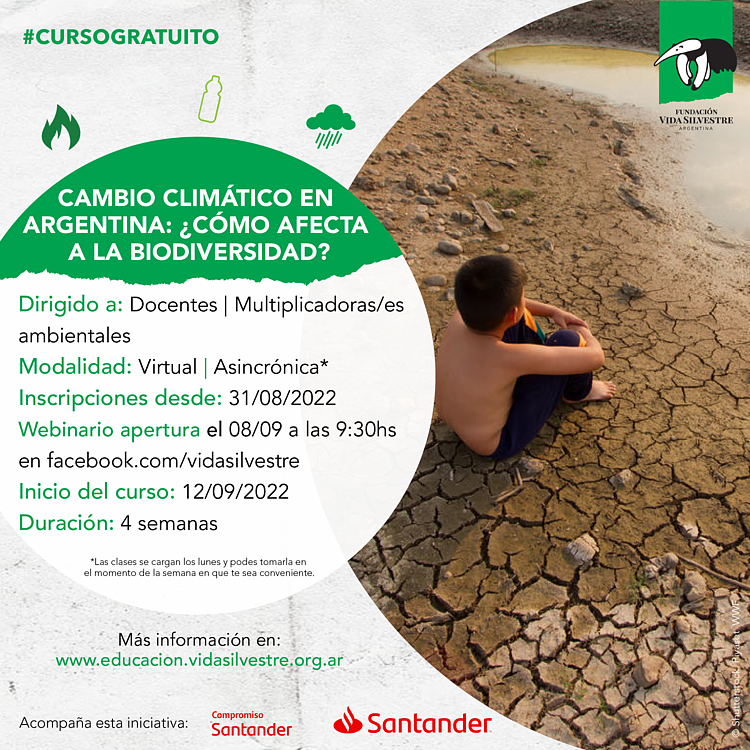 #CURSOGRATUITO
FUNDACIÓN
VIDA SILVESTRE
ARGENTINA
CAMBIO CLIMÁTICO EN
ARGENTINA: ¿CÓMO AFECTA
A LA BIODIVERSIDAD?
Dirigido a: Docentes | Multiplicadoras/es
ambientales
Modalidad: Virtual | Asincrónica*
Inscripciones desde: 31/08/2022
Webinario apertura el 08/09 a las 9:30hs
en facebook.com/vidasilvestre
Inicio del curso: 12/09/2022
Duración: 4 semanas
*Las clases se cargan los lunes y podes tomarla en
el momento de la semana en que te sea conveniente.
Más información en:
www.educacion.vidasilvestre.org.ar
Acompaña esta iniciativa:
Compromiso
Santander
Santander
© Shutterstock WWF